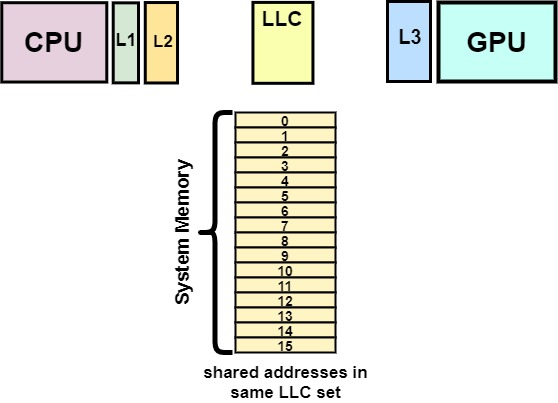 CPU
L1
L2
LLC
L3
GPU
System Memory
0
1
2
3
4
5
6
7
8
9
10
11
12
13
14
15
shared addresses in
same LLC set